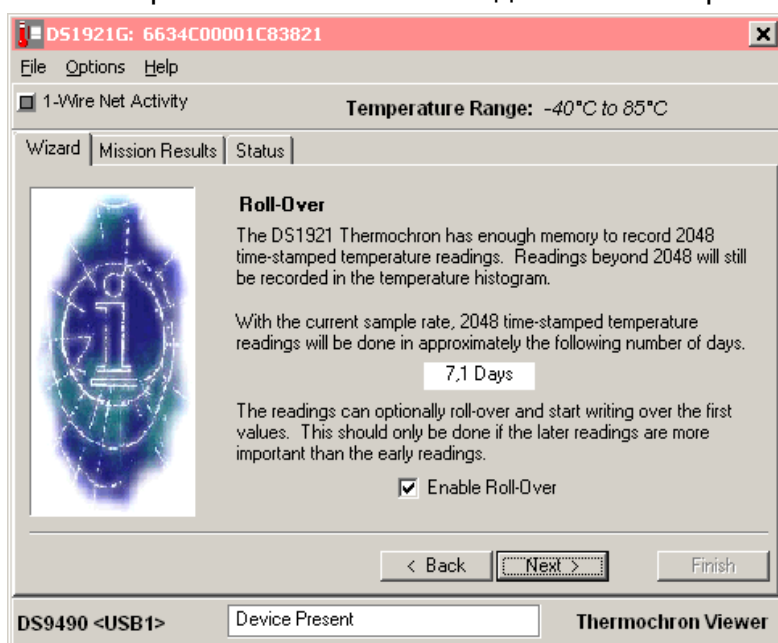 DS1921G: 6634C00001C83821
File Options Help
1-Wire Net Activity
Temperature Range: -40°C to 85°C
Wizard Mission Results Status
Roll-Over
The DS1921 Thermochron has enough memory to record 2048
time-stamped temperature readings. Readings beyond 2048 will still
be recorded in the temperature histogram.
With the current sample rate, 2048 time-stamped temperature
readings will be done in approximately the following number of days.
7,1 Days
The readings can optionally roll-over and start writing over the first
values. This should only be done if the later readings are more
important than the early readings.
Enable Roll-Over
< Back Next > Finish
DS9490 <USB1> Device Present Thermochron Viewer